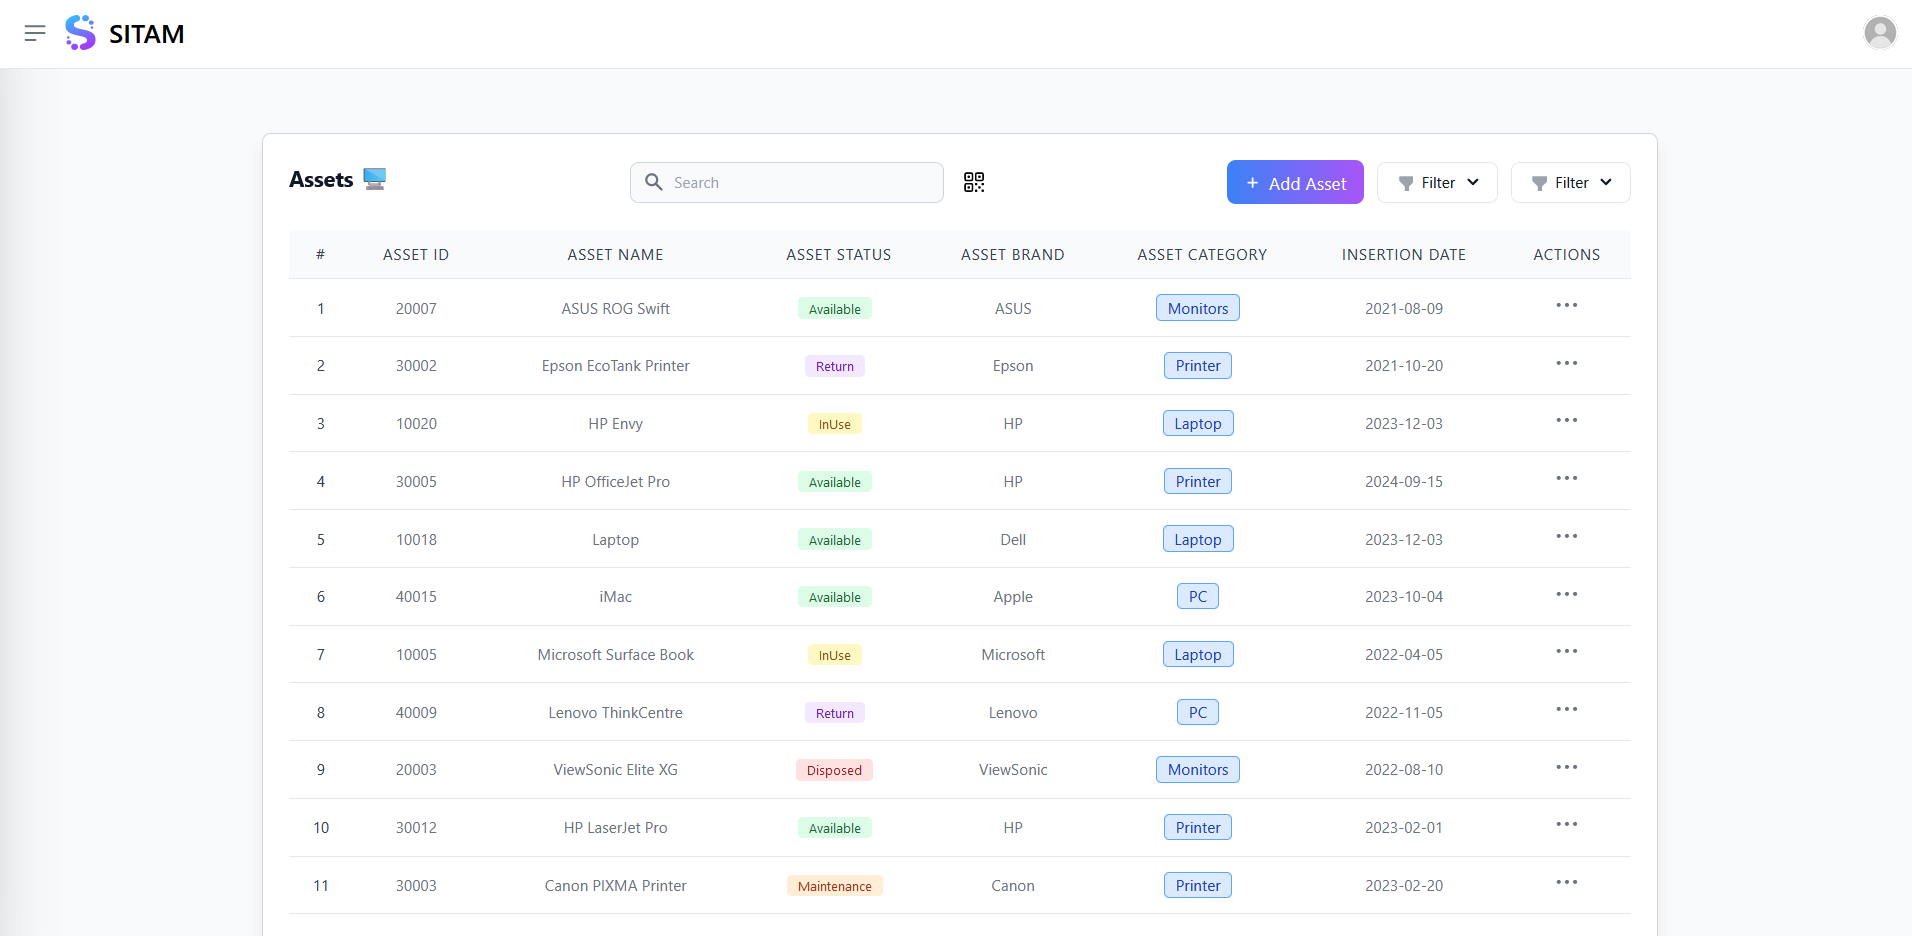 SITAM
Assets Search + Add Asset Filter Filter
# ASSET ID ASSET NAME ASSET STATUS ASSET BRAND ASSET CATEGORY INSERTION DATE ACTIONS
1 20007 ASUS ROG Swift Available ASUS Monitors 2021-08-09 ...
2 30002 Epson EcoTank Printer Return Epson Printer 2021-10-20 ...
3 10020 HP Envy InUse HP Laptop 2023-12-03 ...
4 30005 HP OfficeJet Pro Available HP Printer 2024-09-15 ...
5 10018 Laptop Available Dell Laptop 2023-12-03 ...
6 40015 iMac Available Apple PC 2023-10-04 ...
7 10005 Microsoft Surface Book InUse Microsoft Laptop 2022-04-05 ...
8 40009 Lenovo ThinkCentre Return Lenovo PC 2022-11-05 ...
9 20003 ViewSonic Elite XG Disposed ViewSonic Monitors 2022-08-10 ...
10 30012 HP LaserJet Pro Available HP Printer 2023-02-01 ...
11 30003 Canon PIXMA Printer Maintenance Canon Printer 2023-02-20 ...